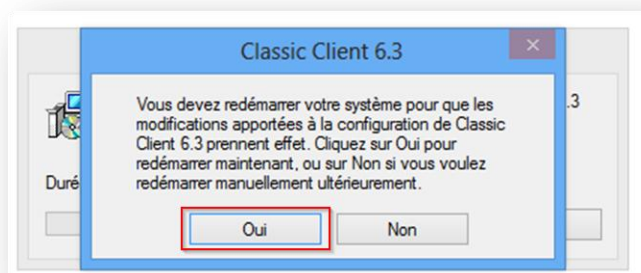 Classic Client 6.3
Vous devez redémarrer votre système pour que les
modifications apportées à la configuration de Classic
Client 6.3 prennent effet. Cliquez sur Oui pour
redémarrer maintenant, ou sur Non si vous voulez
redémarrer manuellement ultérieurement.
.3
Duré
Oui
Non